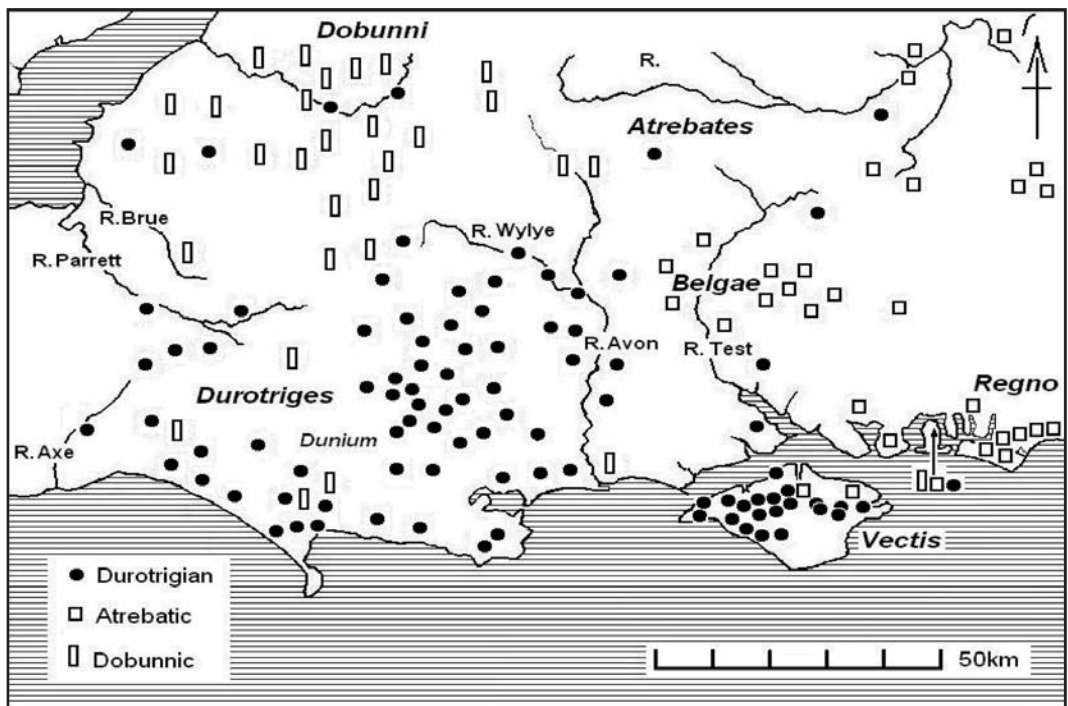 Dobunni
R.
Atrebates
R.Brue
R. Wylye
R. Parrett
Belgae
R. Avon
R. Test
Durotriges
Regno
Dunium
R. Axe
Vectis
Durotrigian
Atrebatic
Dobunnic
50km